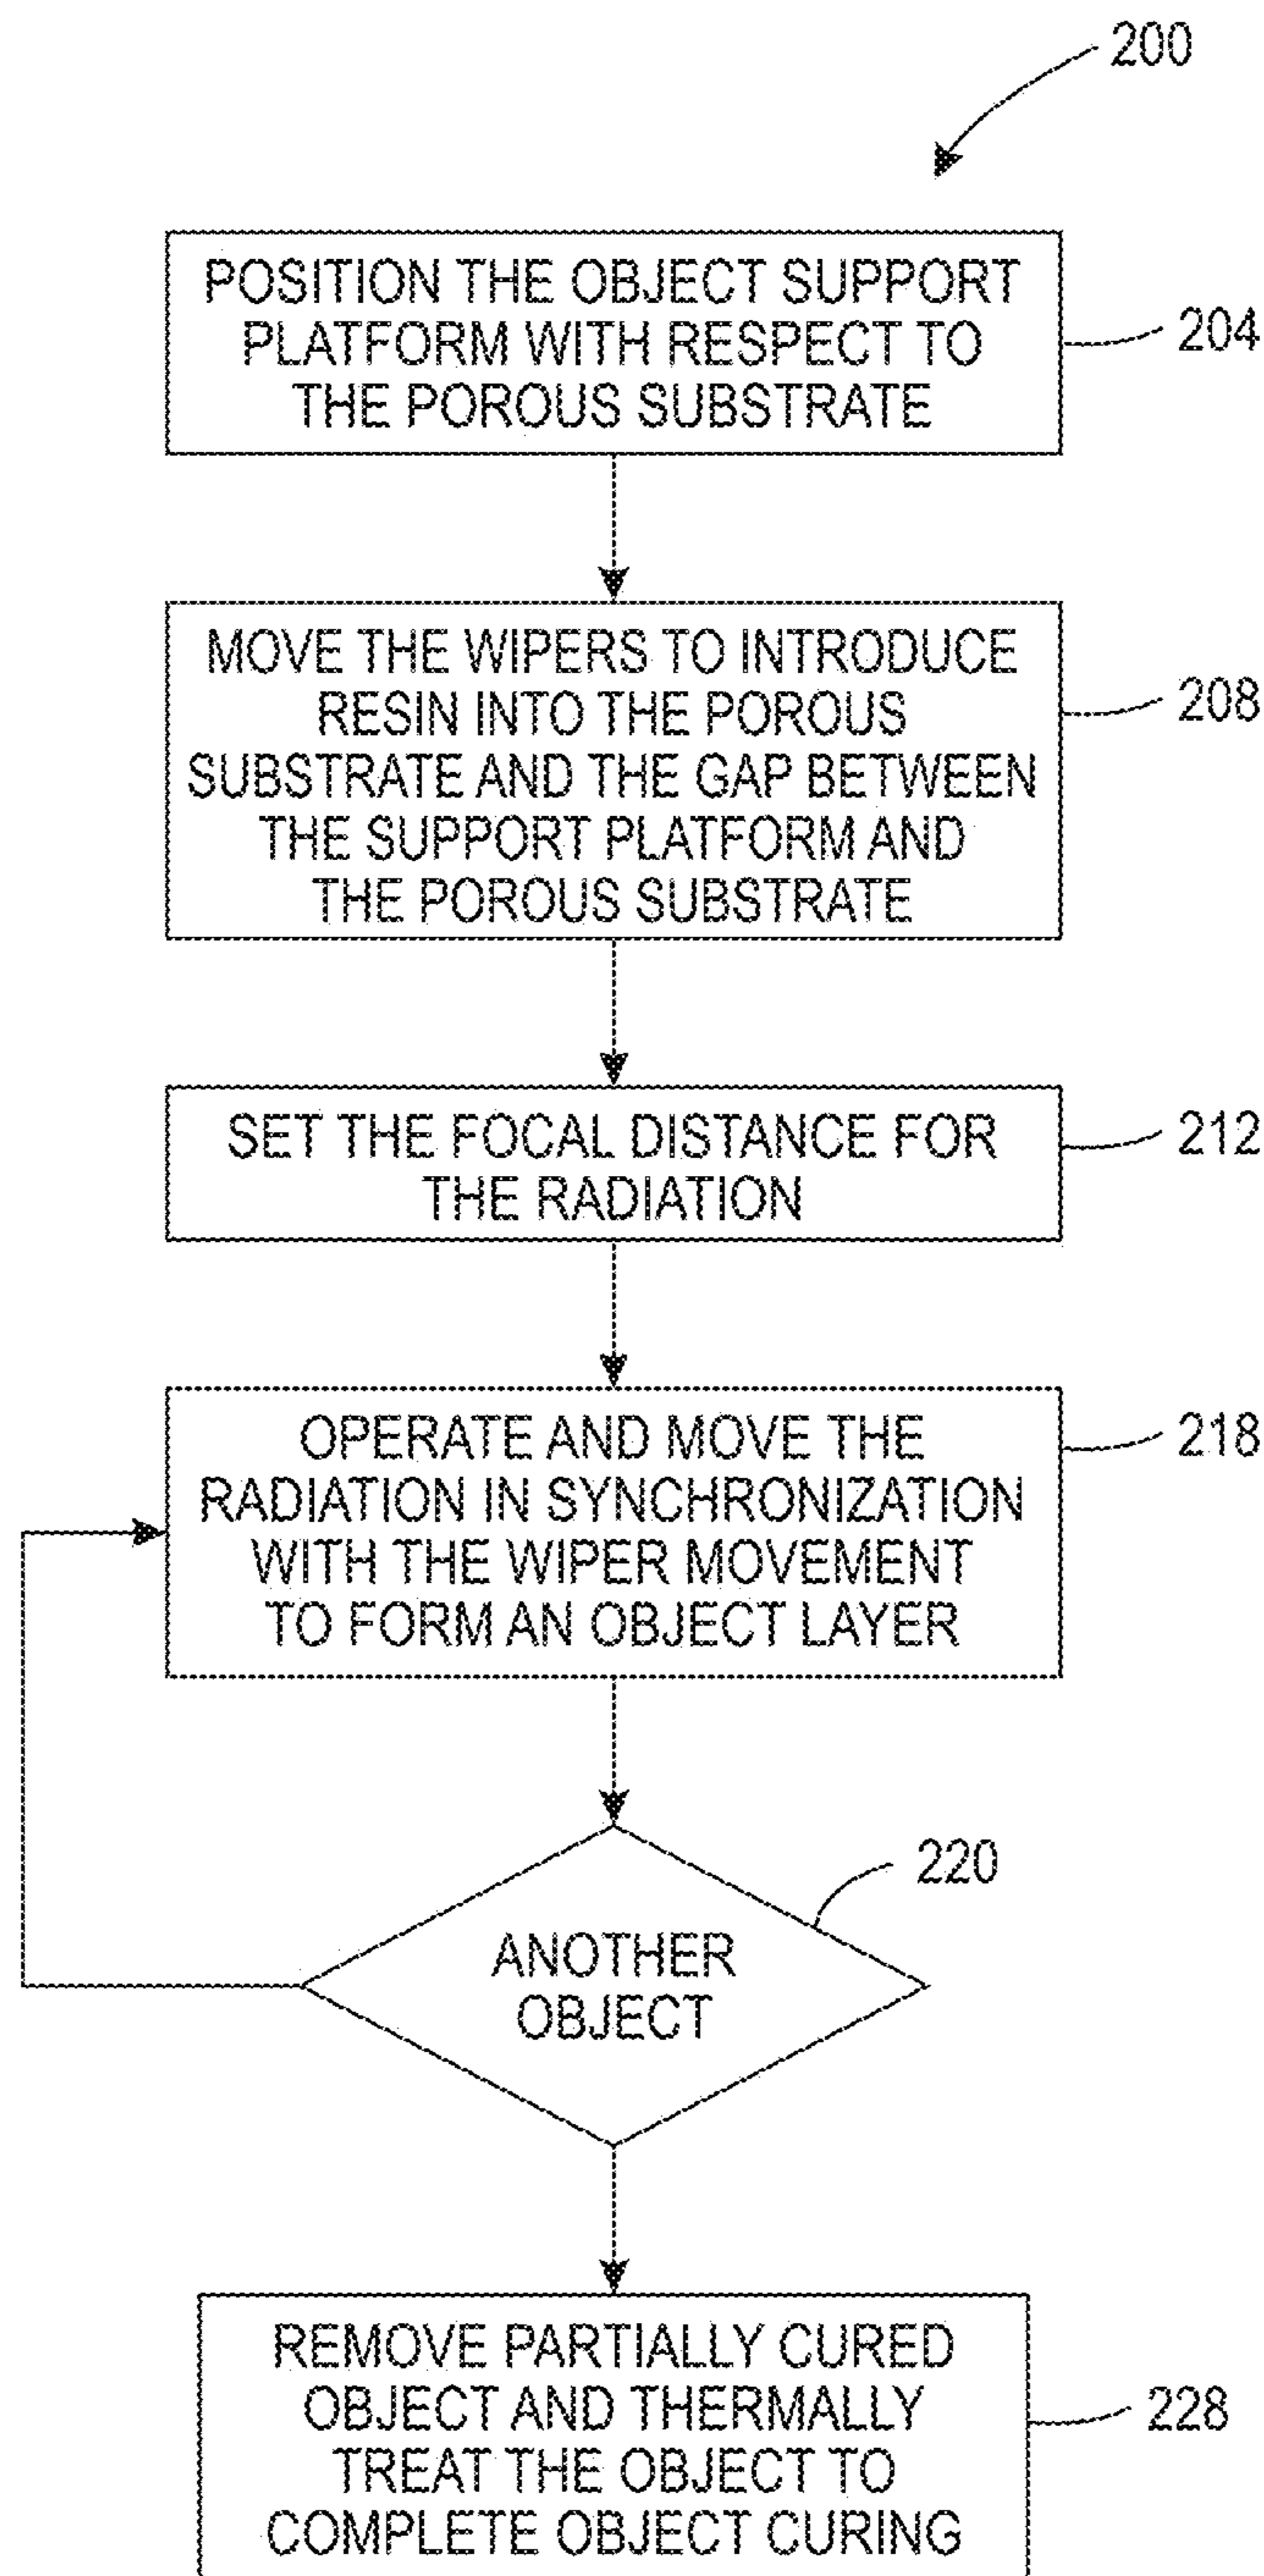 200
POSITION THE OBJECT SUPPORT
PLATFORM WITH RESPECT TO
THE POROUS SUBSTRATE
204
MOVE THE WIPERS TO INTRODUCE
RESIN INTO THE POROUS
SUBSTRATE AND THE GAP BETWEEN
THE SUPPORT PLATFORM AND
THE POROUS SUBSTRATE
208
SET THE FOCAL DISTANCE FOR
THE RADIATION
212
OPERATE AND MOVE THE
RADIATION IN SYNCHRONIZATION
WITH THE WIPER MOVEMENT
TO FORM AN OBJECT LAYER
218
220
ANOTHER
OBJECT
REMOVE PARTIALLY CURED
OBJECT AND THERMALLY
TREAT THE OBJECT TO
COMPLETE OBJECT CURING
228